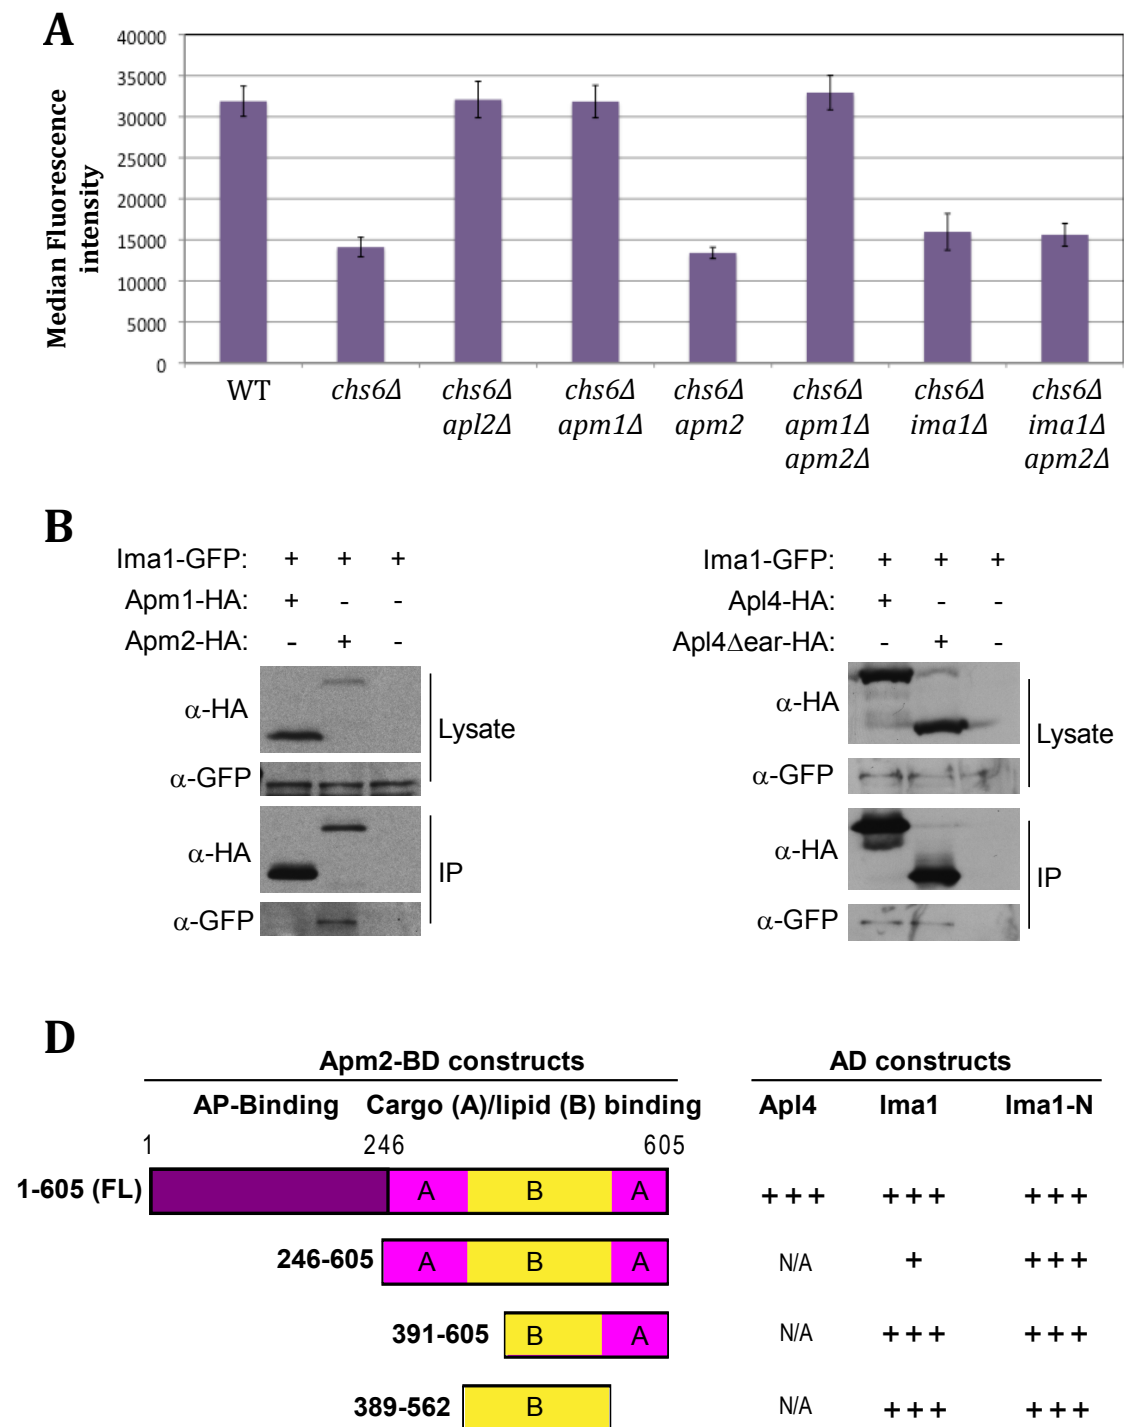 A
Median Fluorescence
intensity
40000
35000
30000
25000
20000
15000
10000
5000
0
WT chs6Δ chs6Δ chs6Δ chs6Δ chs6Δ chs6Δ chs6Δ
apl2Δ apm1Δ apm2 apm1Δ ima1Δ ima1Δ
apm2Δ apm2Δ
B
Ima1-GFP: + + +
Apm1-HA: + - -
Apm2-HA: - + -
α-HA
Lysate
α-GFP
α-HA
IP
α-GFP
Ima1-GFP: + + +
Apl4-HA: + - -
Apl4Δear-HA: - + -
α-HA
Lysate
α-GFP
α-HA
IP
α-GFP
D
Apm2-BD constructs AD constructs
AP-Binding Cargo (A)/lipid (B) binding Apl4 Ima1 Ima1-N
1 246 605
1-605 (FL) A B A +++ +++ +++
246-605 A B A N/A + +++
391-605 B A N/A +++ +++
389-562 B N/A +++ +++